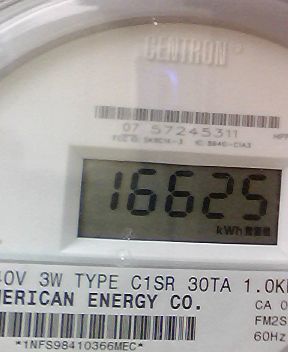 CENTRON®
07 57245311
16625
kWh
40V 3W TYPE C1SR 30TA 1.0K
MERICAN ENERGY CO.
CA 0
FM2S
60Hz
*1NFS98410366MEC*